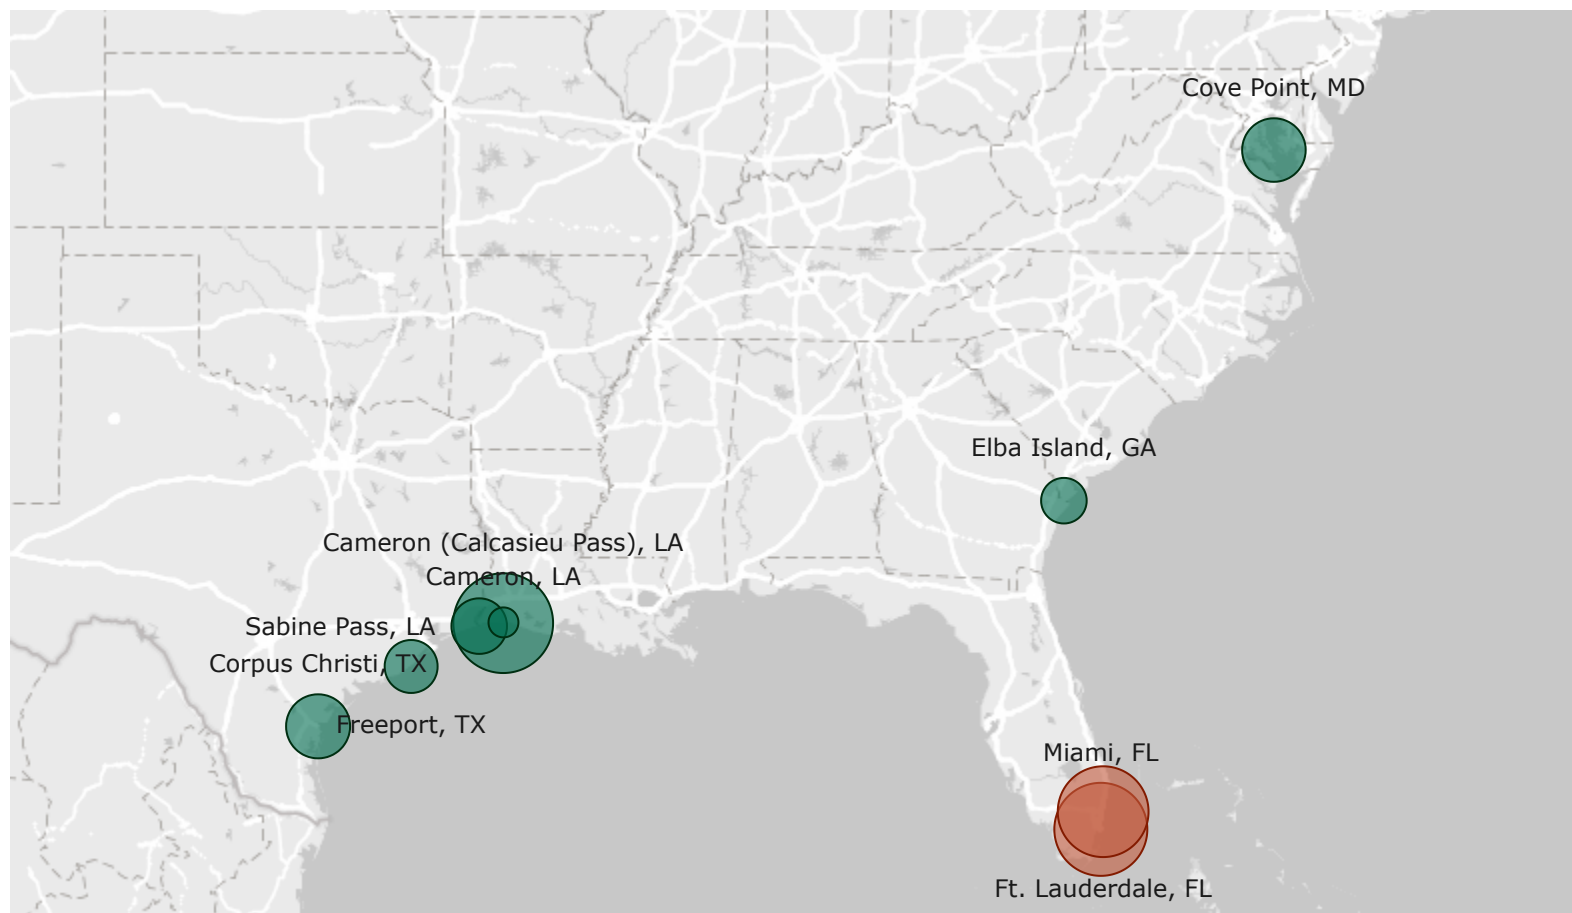 Cove Point, MD
Elba Island, GA
Cameron (Calcasieu Pass), LA
Cameron, LA
Sabine Pass, LA
Corpus Christi, TX
Freeport, TX
Miami, FL
Ft. Lauderdale, FL